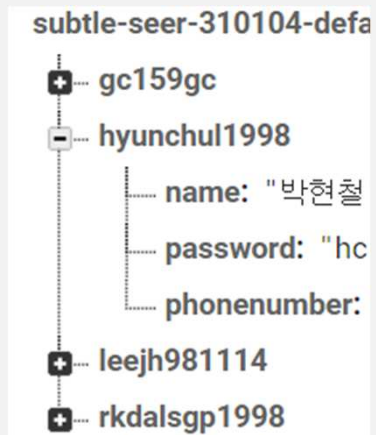 subtle-seer-310104-defa
gc159gc
hyunchul1998
name: "박현철
password: "hc
phonenumber:
leejh981114
rkdalsgp1998